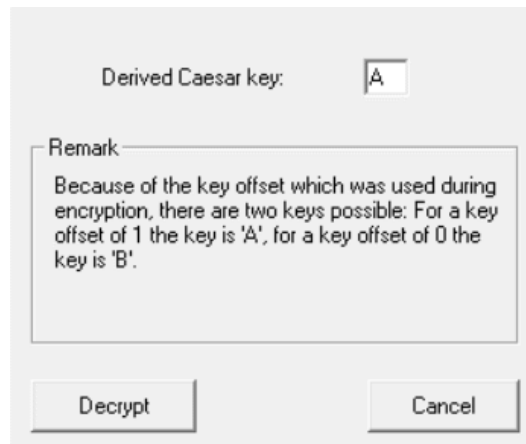 Derived Caesar key: A
Remark
Because of the key offset which was used during
encryption, there are two keys possible: For a key
offset of 1 the key is 'A', for a key offset of 0 the
key is 'B'.
Decrypt Cancel